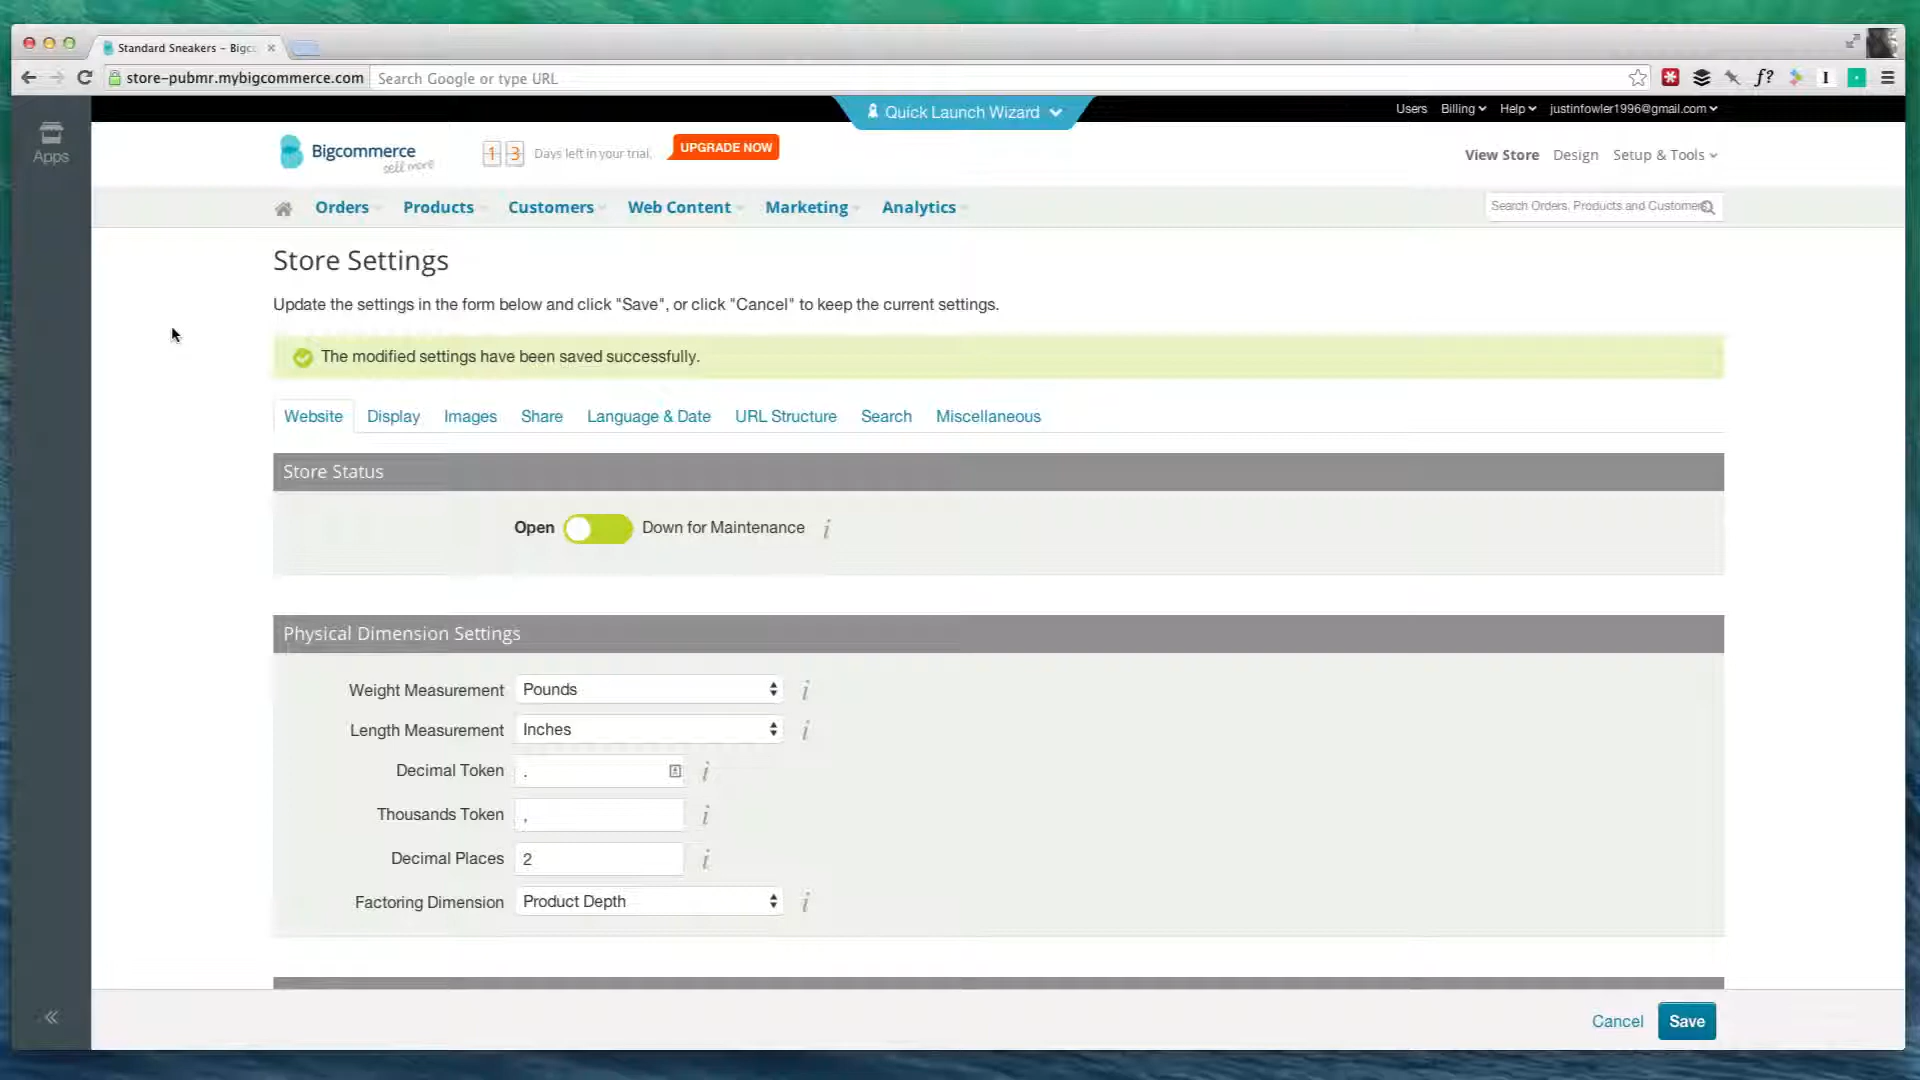 Standard Sneakers – Bigc
store-pubmr.mybigcommerce.com Search Google or type URL
f?
I
Quick Launch Wizard
Users Billing Help justinfowler1996@gmail.com
Apps
Bigcommerce
sell more
13 Days left in your trial.
UPGRADE NOW
View Store Design Setup & Tools
Orders Products Customers Web Content Marketing Analytics
Search Orders, Products and Customers
Store Settings
Update the settings in the form below and click "Save", or click "Cancel" to keep the current settings.
The modified settings have been saved successfully.
Website Display Images Share Language & Date URL Structure Search Miscellaneous
Store Status
Open Down for Maintenance i
Physical Dimension Settings
Weight Measurement Pounds i
Length Measurement Inches i
Decimal Token . i
Thousands Token , i
Decimal Places 2 i
Factoring Dimension Product Depth i
Cancel Save